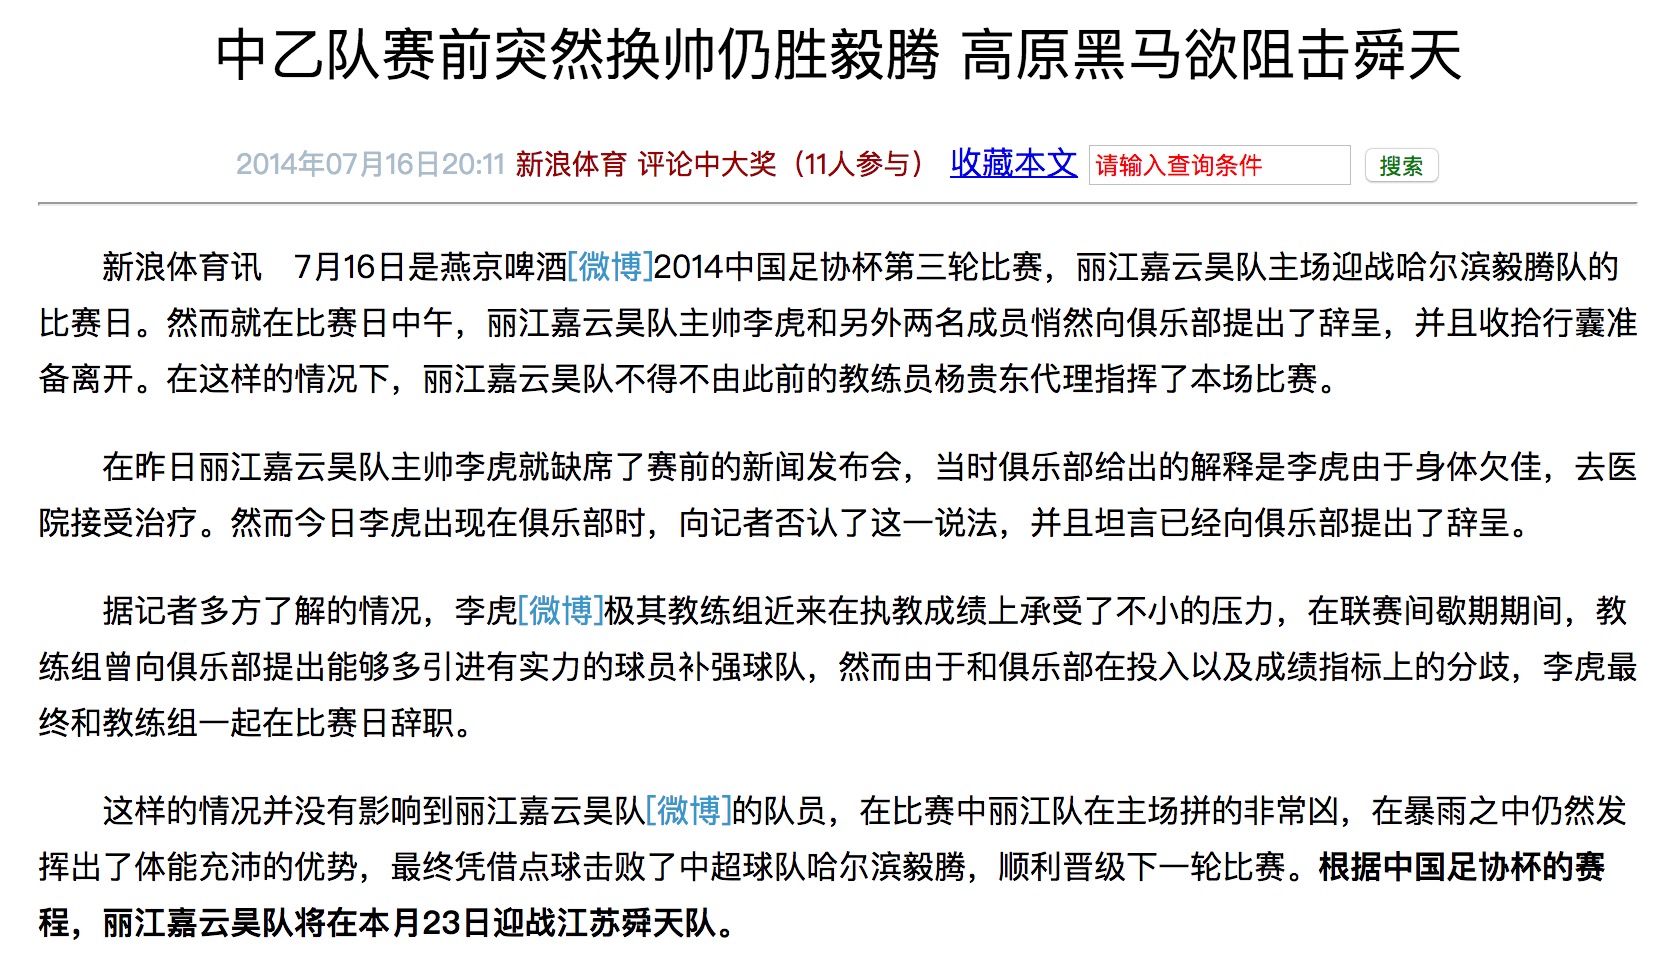 中乙队赛前突然换帅仍胜毅腾 高原黑马欲阻击舜天
2014年07月16日20:11 新浪体育 评论中大奖（11人参与） 收藏本文 请输入查询条件 搜索
新浪体育讯　7月16日是燕京啤酒[微博]2014中国足协杯第三轮比赛，丽江嘉云昊队主场迎战哈尔滨毅腾队的
比赛日。然而就在比赛日中午，丽江嘉云昊队主帅李虎和另外两名成员悄然向俱乐部提出了辞呈，并且收拾行囊准
备离开。在这样的情况下，丽江嘉云昊队不得不由此前的教练员杨贵东代理指挥了本场比赛。
在昨日丽江嘉云昊队主帅李虎就缺席了赛前的新闻发布会，当时俱乐部给出的解释是李虎由于身体欠佳，去医
院接受治疗。然而今日李虎出现在俱乐部时，向记者否认了这一说法，并且坦言已经向俱乐部提出了辞呈。
据记者多方了解的情况，李虎[微博]极其教练组近来在执教成绩上承受了不小的压力，在联赛间歇期期间，教
练组曾向俱乐部提出能够多引进有实力的球员补强球队，然而由于和俱乐部在投入以及成绩指标上的分歧，李虎最
终和教练组一起在比赛日辞职。
这样的情况并没有影响到丽江嘉云昊队[微博]的队员，在比赛中丽江队在主场拼的非常凶，在暴雨之中仍然发
挥出了体能充沛的优势，最终凭借点球击败了中超球队哈尔滨毅腾，顺利晋级下一轮比赛。根据中国足协杯的赛
程，丽江嘉云昊队将在本月23日迎战江苏舜天队。